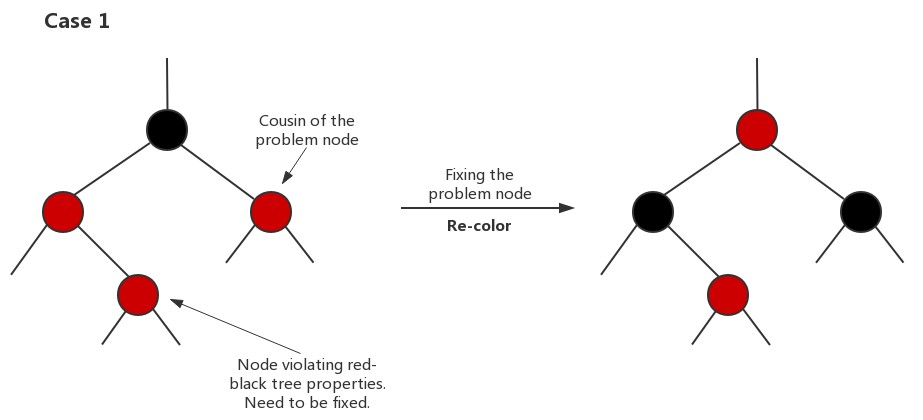 Case 1
Cousin of the
problem node
Fixing the
problem node
Re-color
Node violating red-
black tree properties.
Need to be fixed.